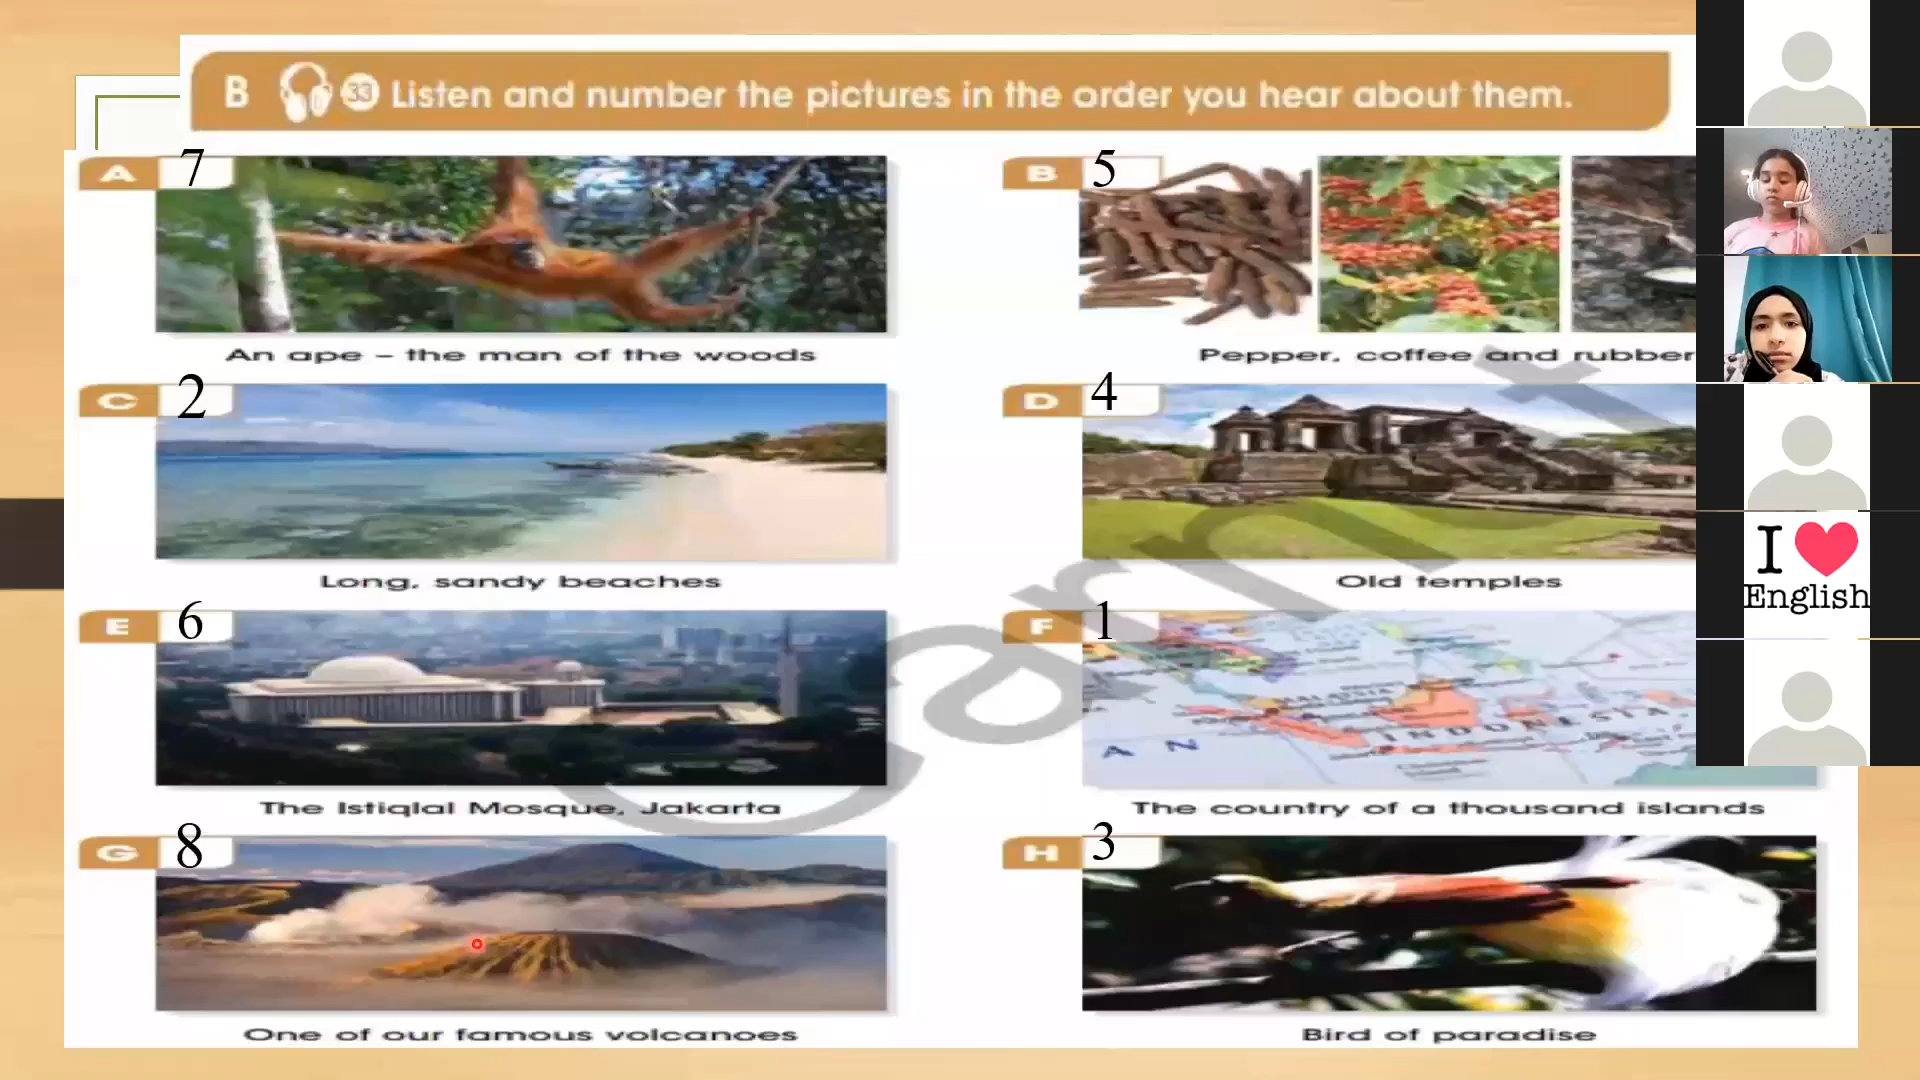 B 33 Listen and number the pictures in the order you hear about them.
A 7
An ape – the man of the woods
B 5
Pepper, coffee and rubber
C 2
Long, sandy beaches
D 4
Old temples
E 6
The Istiqlal Mosque, Jakarta
F 1
MALAYSIA
INDONESIA
A N
The country of a thousand islands
G 8
One of our famous volcanoes
H 3
Bird of paradise
I
English